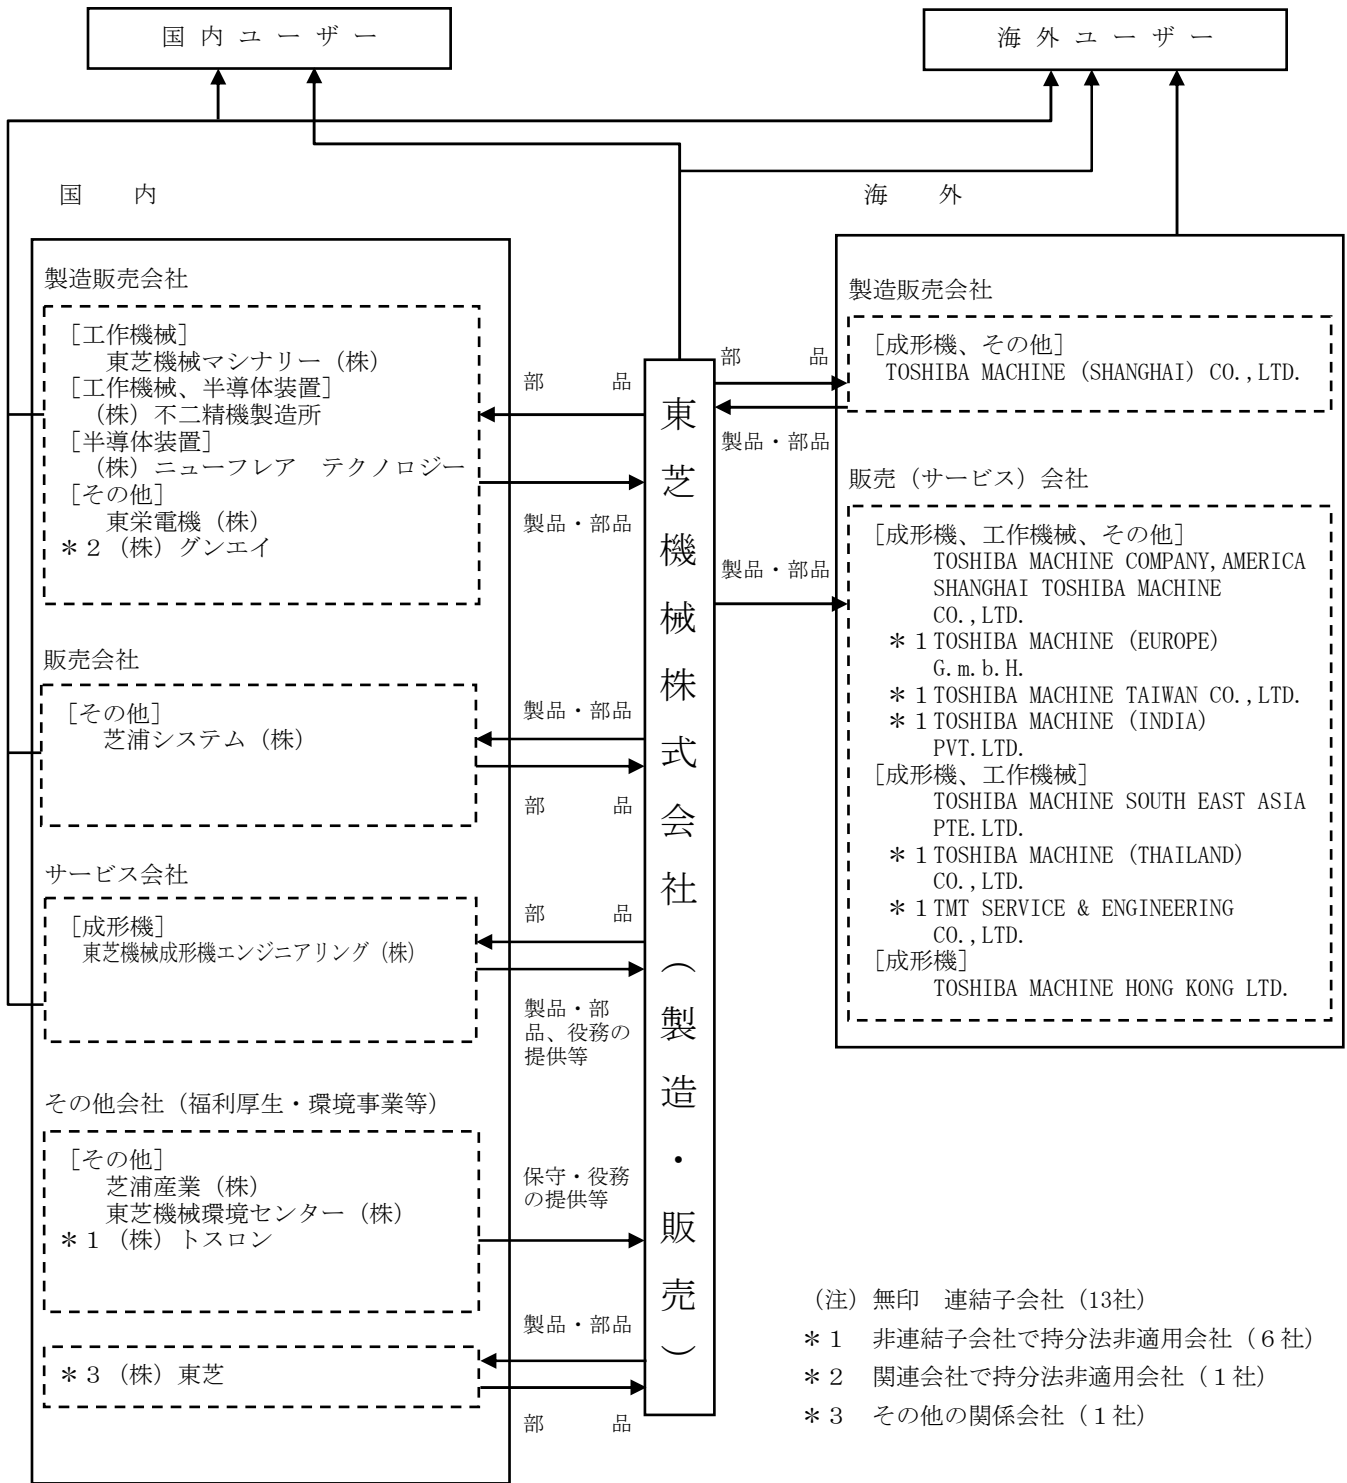 国内ユーザー
海外ユーザー
国　内
海　外
製造販売会社
［工作機械］
東芝機械マシナリー（株）
［工作機械、半導体装置］
（株）不二精機製造所
［半導体装置］
（株）ニューフレア　テクノロジー
［その他］
東栄電機（株）
＊２（株）グンエイ
販売会社
［その他］
芝浦システム（株）
サービス会社
［成形機］
東芝機械成形機エンジニアリング（株）
その他会社（福利厚生・環境事業等）
［その他］
芝浦産業（株）
東芝機械環境センター（株）
＊１（株）トスロン
＊３（株）東芝
部　品
製品・部品
製品・部品
部　品
部　品
製品・部
品、役務の
提供等
保守・役務
の提供等
製品・部品
部　品
東芝機械株式会社（製造・販売）
部　品
製品・部品
製品・部品
製造販売会社
［成形機、その他］
TOSHIBA MACHINE (SHANGHAI) CO.,LTD.
販売（サービス）会社
［成形機、工作機械、その他］
TOSHIBA MACHINE COMPANY,AMERICA
SHANGHAI TOSHIBA MACHINE
CO.,LTD.
＊１TOSHIBA MACHINE (EUROPE)
G.m.b.H.
＊１TOSHIBA MACHINE TAIWAN CO.,LTD.
＊１TOSHIBA MACHINE (INDIA)
PVT.LTD.
［成形機、工作機械］
TOSHIBA MACHINE SOUTH EAST ASIA
PTE.LTD.
＊１TOSHIBA MACHINE (THAILAND)
CO.,LTD.
＊１TMT SERVICE & ENGINEERING
CO.,LTD.
［成形機］
TOSHIBA MACHINE HONG KONG LTD.
（注）無印　連結子会社（13社）
＊１　非連結子会社で持分法非適用会社（６社）
＊２　関連会社で持分法非適用会社（１社）
＊３　その他の関係会社（１社）